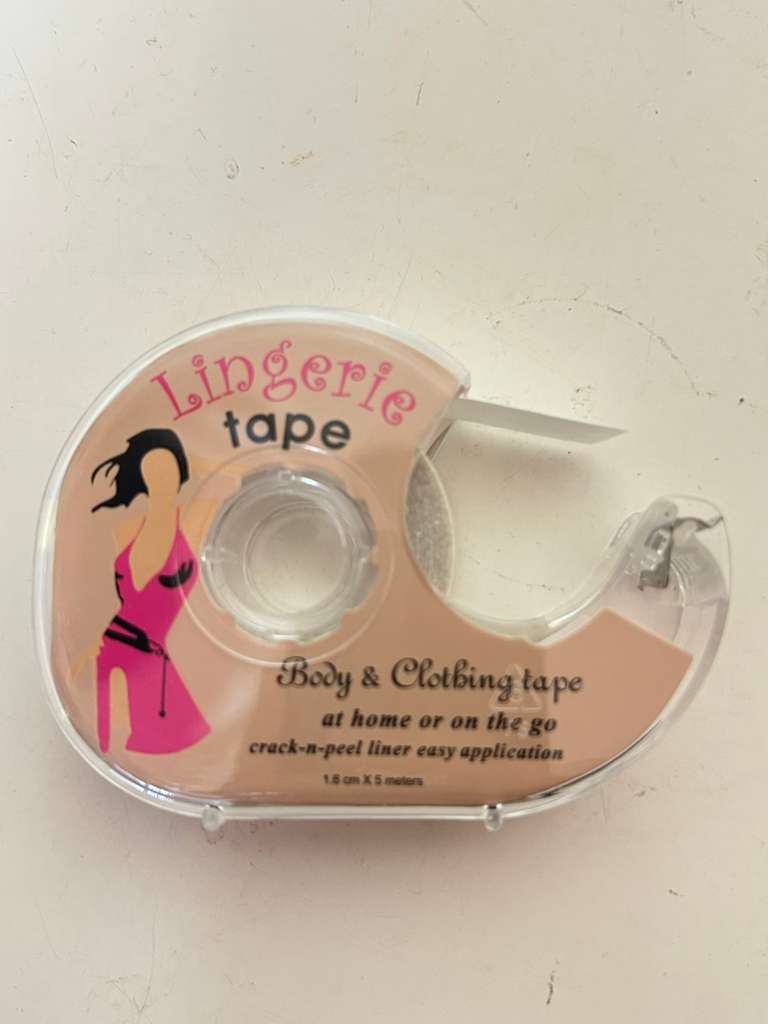 Lingerie
tape
Body & Clothing tape
at home or on the go
crack-n-peel liner easy application
1.6 cm X 5 meters